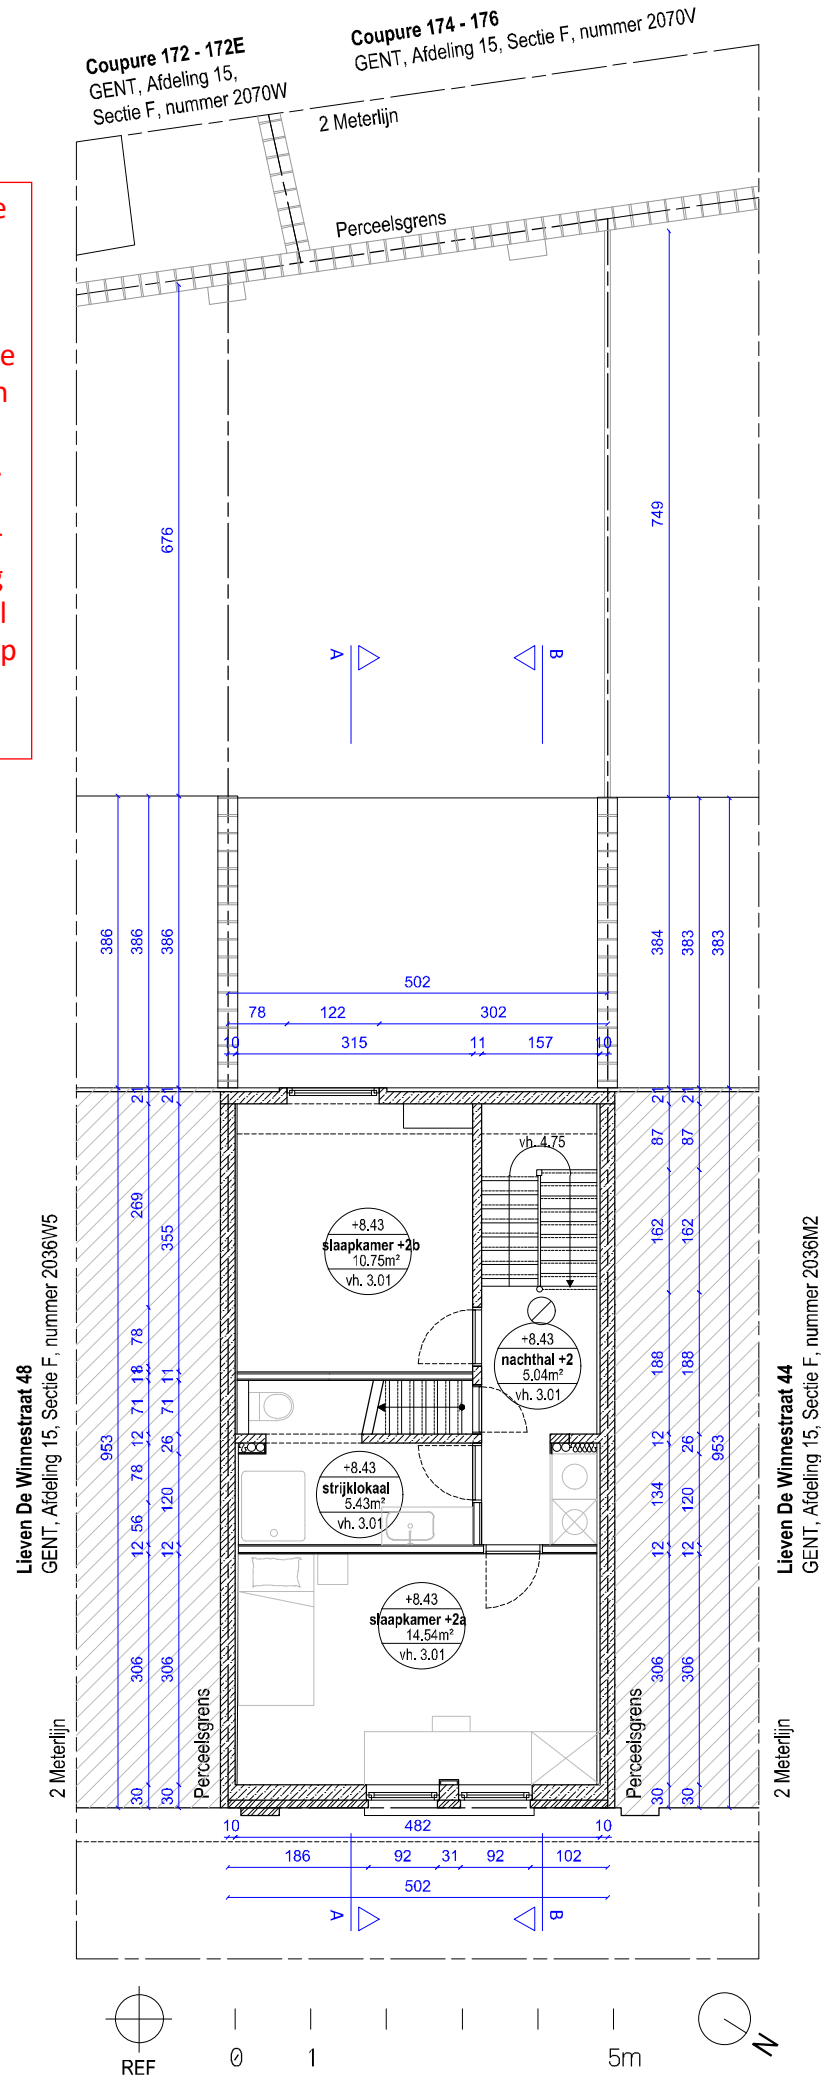 Coupure 172 - 172E
GENT, Afdeling 15,
Sectie F, nummer 2070W
Coupure 174 - 176
GENT, Afdeling 15, Sectie F, nummer 2070V
2 Meterlijn
Perceelsgrens
e
e
n
g
l
p
676
749
A
B
386
386
386
384
383
383
502
78
122
302
10
315
11
157
10
21
21
21
21
87
87
vh. 4.75
269
355
162
162
+8.43
slaapkamer +2b
10.75m²
vh. 3.01
+8.43
nachthal +2
5.04m²
vh. 3.01
78
18
11
188
188
71
71
953
12
26
12
26
953
78
120
134
120
56
12
12
12
12
+8.43
strijklokaal
5.43m²
vh. 3.01
+8.43
slaapkamer +2a
14.54m²
vh. 3.01
306
306
306
306
30
30
30
30
Lieven De Winnestraat 48
GENT, Afdeling 15, Sectie F, nummer 2036W5
Lieven De Winnestraat 44
GENT, Afdeling 15, Sectie F, nummer 2036M2
2 Meterlijn
Perceelsgrens
Perceelsgrens
2 Meterlijn
10
482
10
186
92
31
92
102
502
A
B
REF
0
1
5m
N